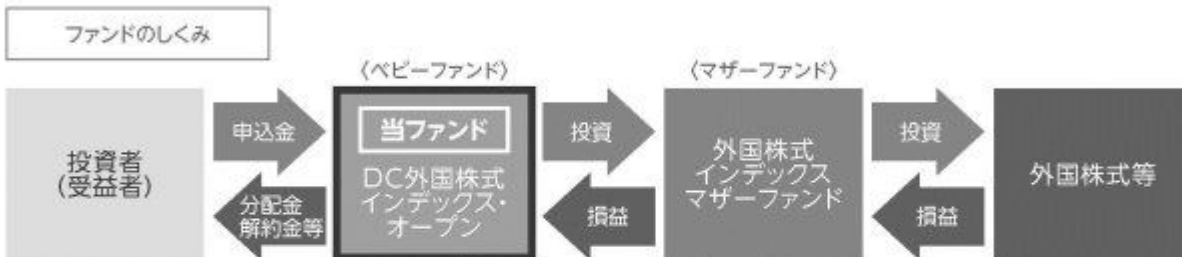 ファンドのしくみ
〈ベビーファンド〉
〈マザーファンド〉
投資者
(受益者)
申込金
分配金
解約金等
当ファンド
DC外国株式
インデックス・
オープン
投資
損益
外国株式
インデックス
マザーファンド
投資
損益
外国株式等